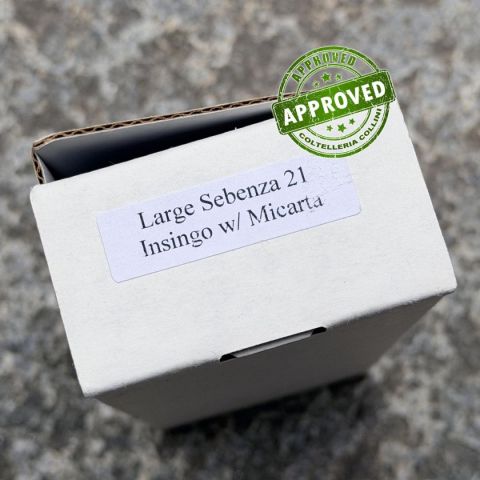 APPROVED
APPROVED
COLTELLERIA COLLINI
Large Sebenza 21
Insingo w/ Micarta